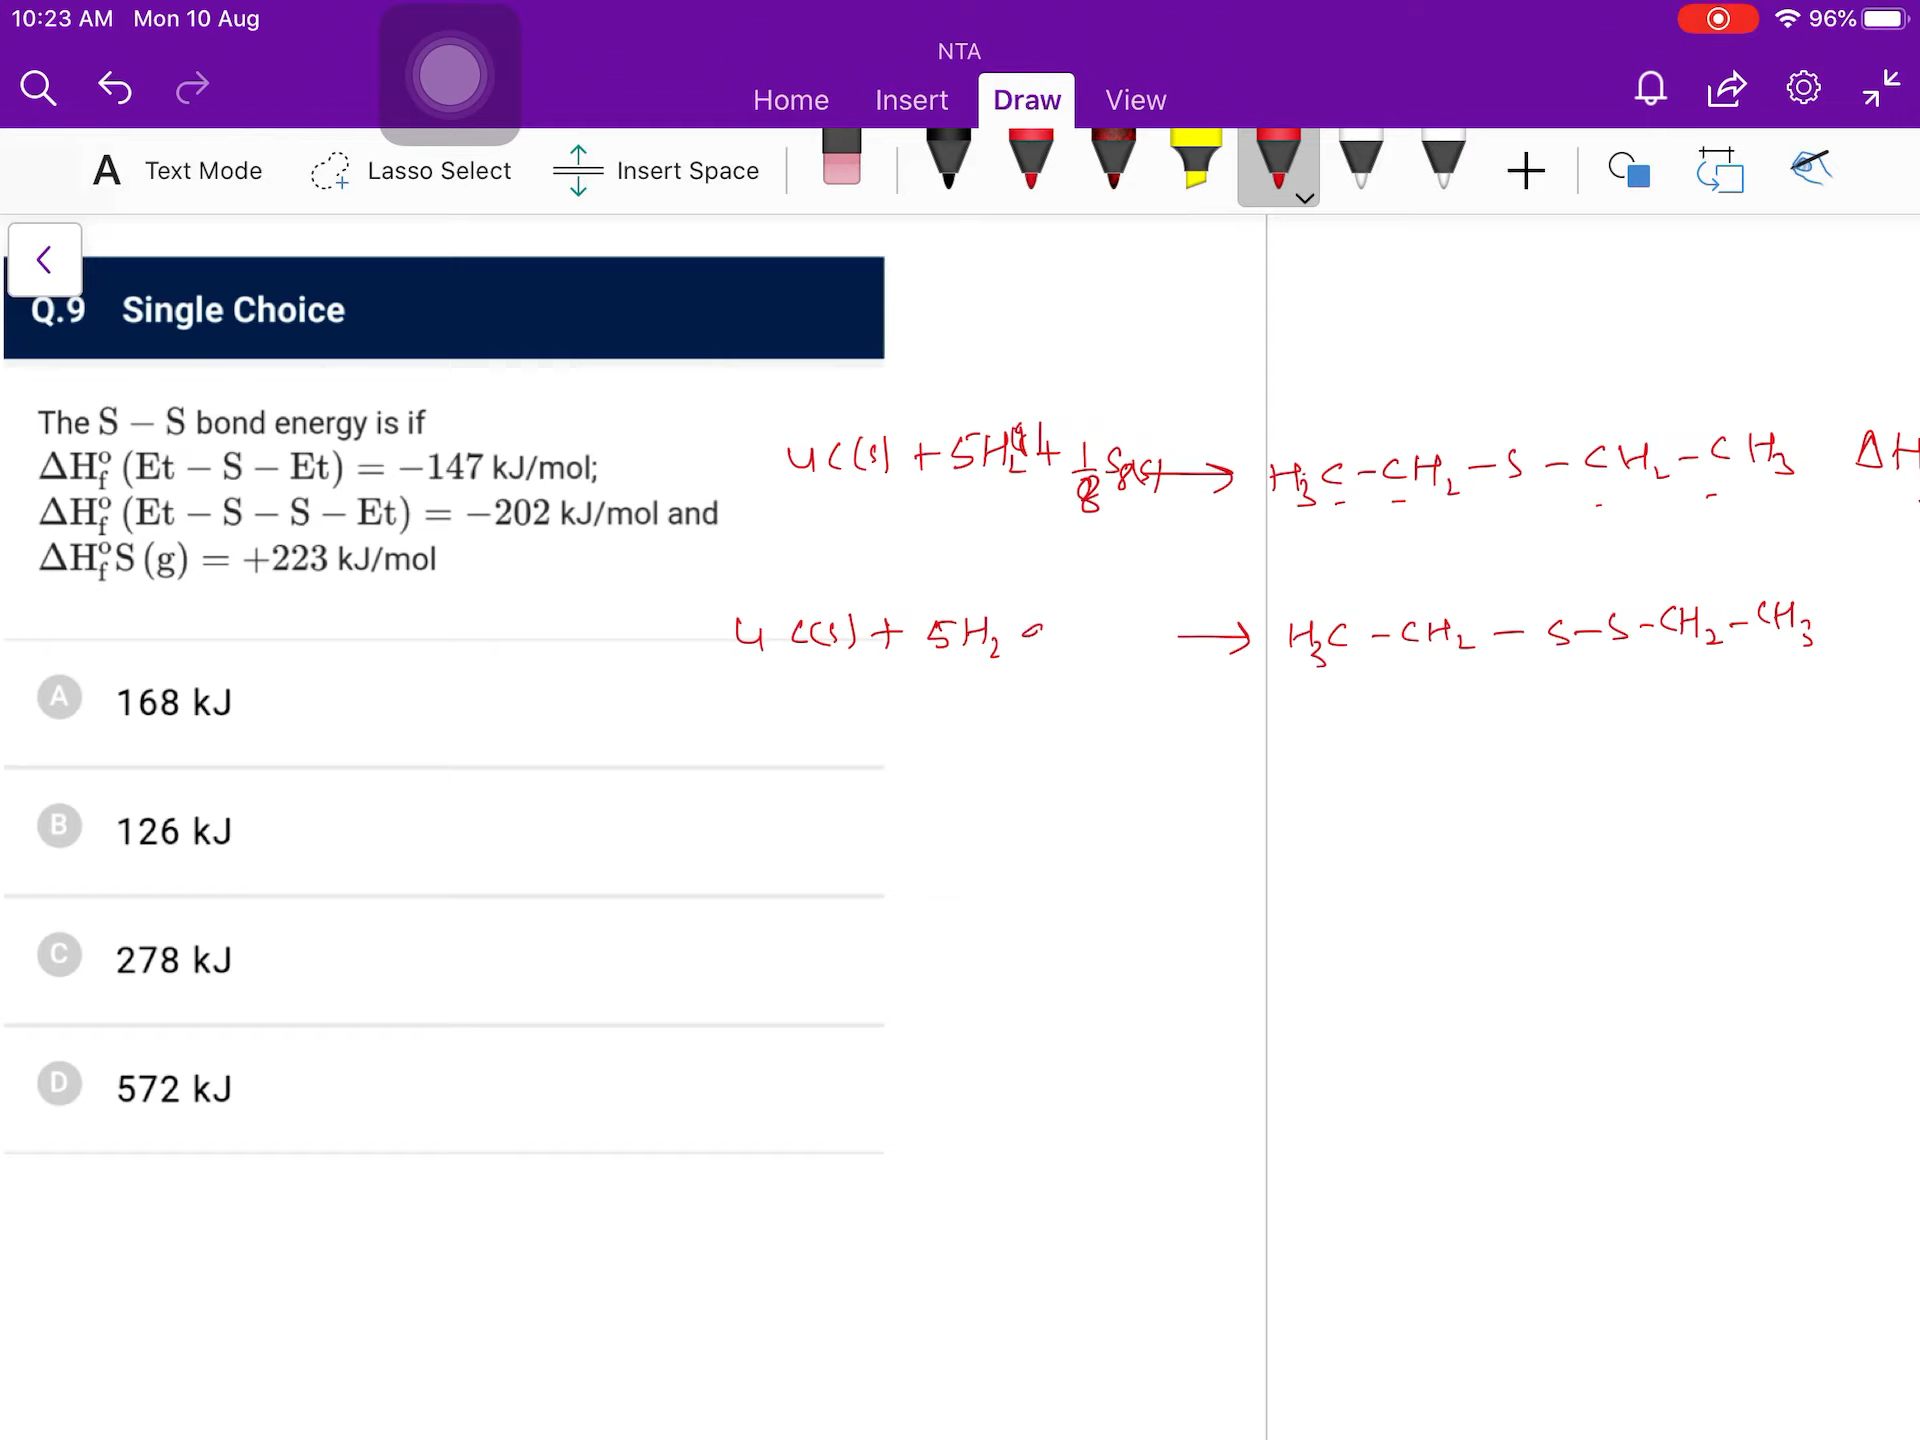 10:23 AM Mon 10 Aug
96%
NTA
Home Insert Draw View
A Text Mode Lasso Select Insert Space
Q.9 Single Choice
The S – S bond energy is if
ΔH°f (Et – S – Et) = –147 kJ/mol;
ΔH°f (Et – S – S – Et) = –202 kJ/mol and
ΔH°f S (g) = +223 kJ/mol
4C(s) + 5H₂(g) + 1/8 S₈(s) → H₃C – CH₂ – S – CH₂ – CH₃ ΔH
4 C(s) + 5H₂ → H₃C – CH₂ – S – S – CH₂ – CH₃
A 168 kJ
B 126 kJ
C 278 kJ
D 572 kJ